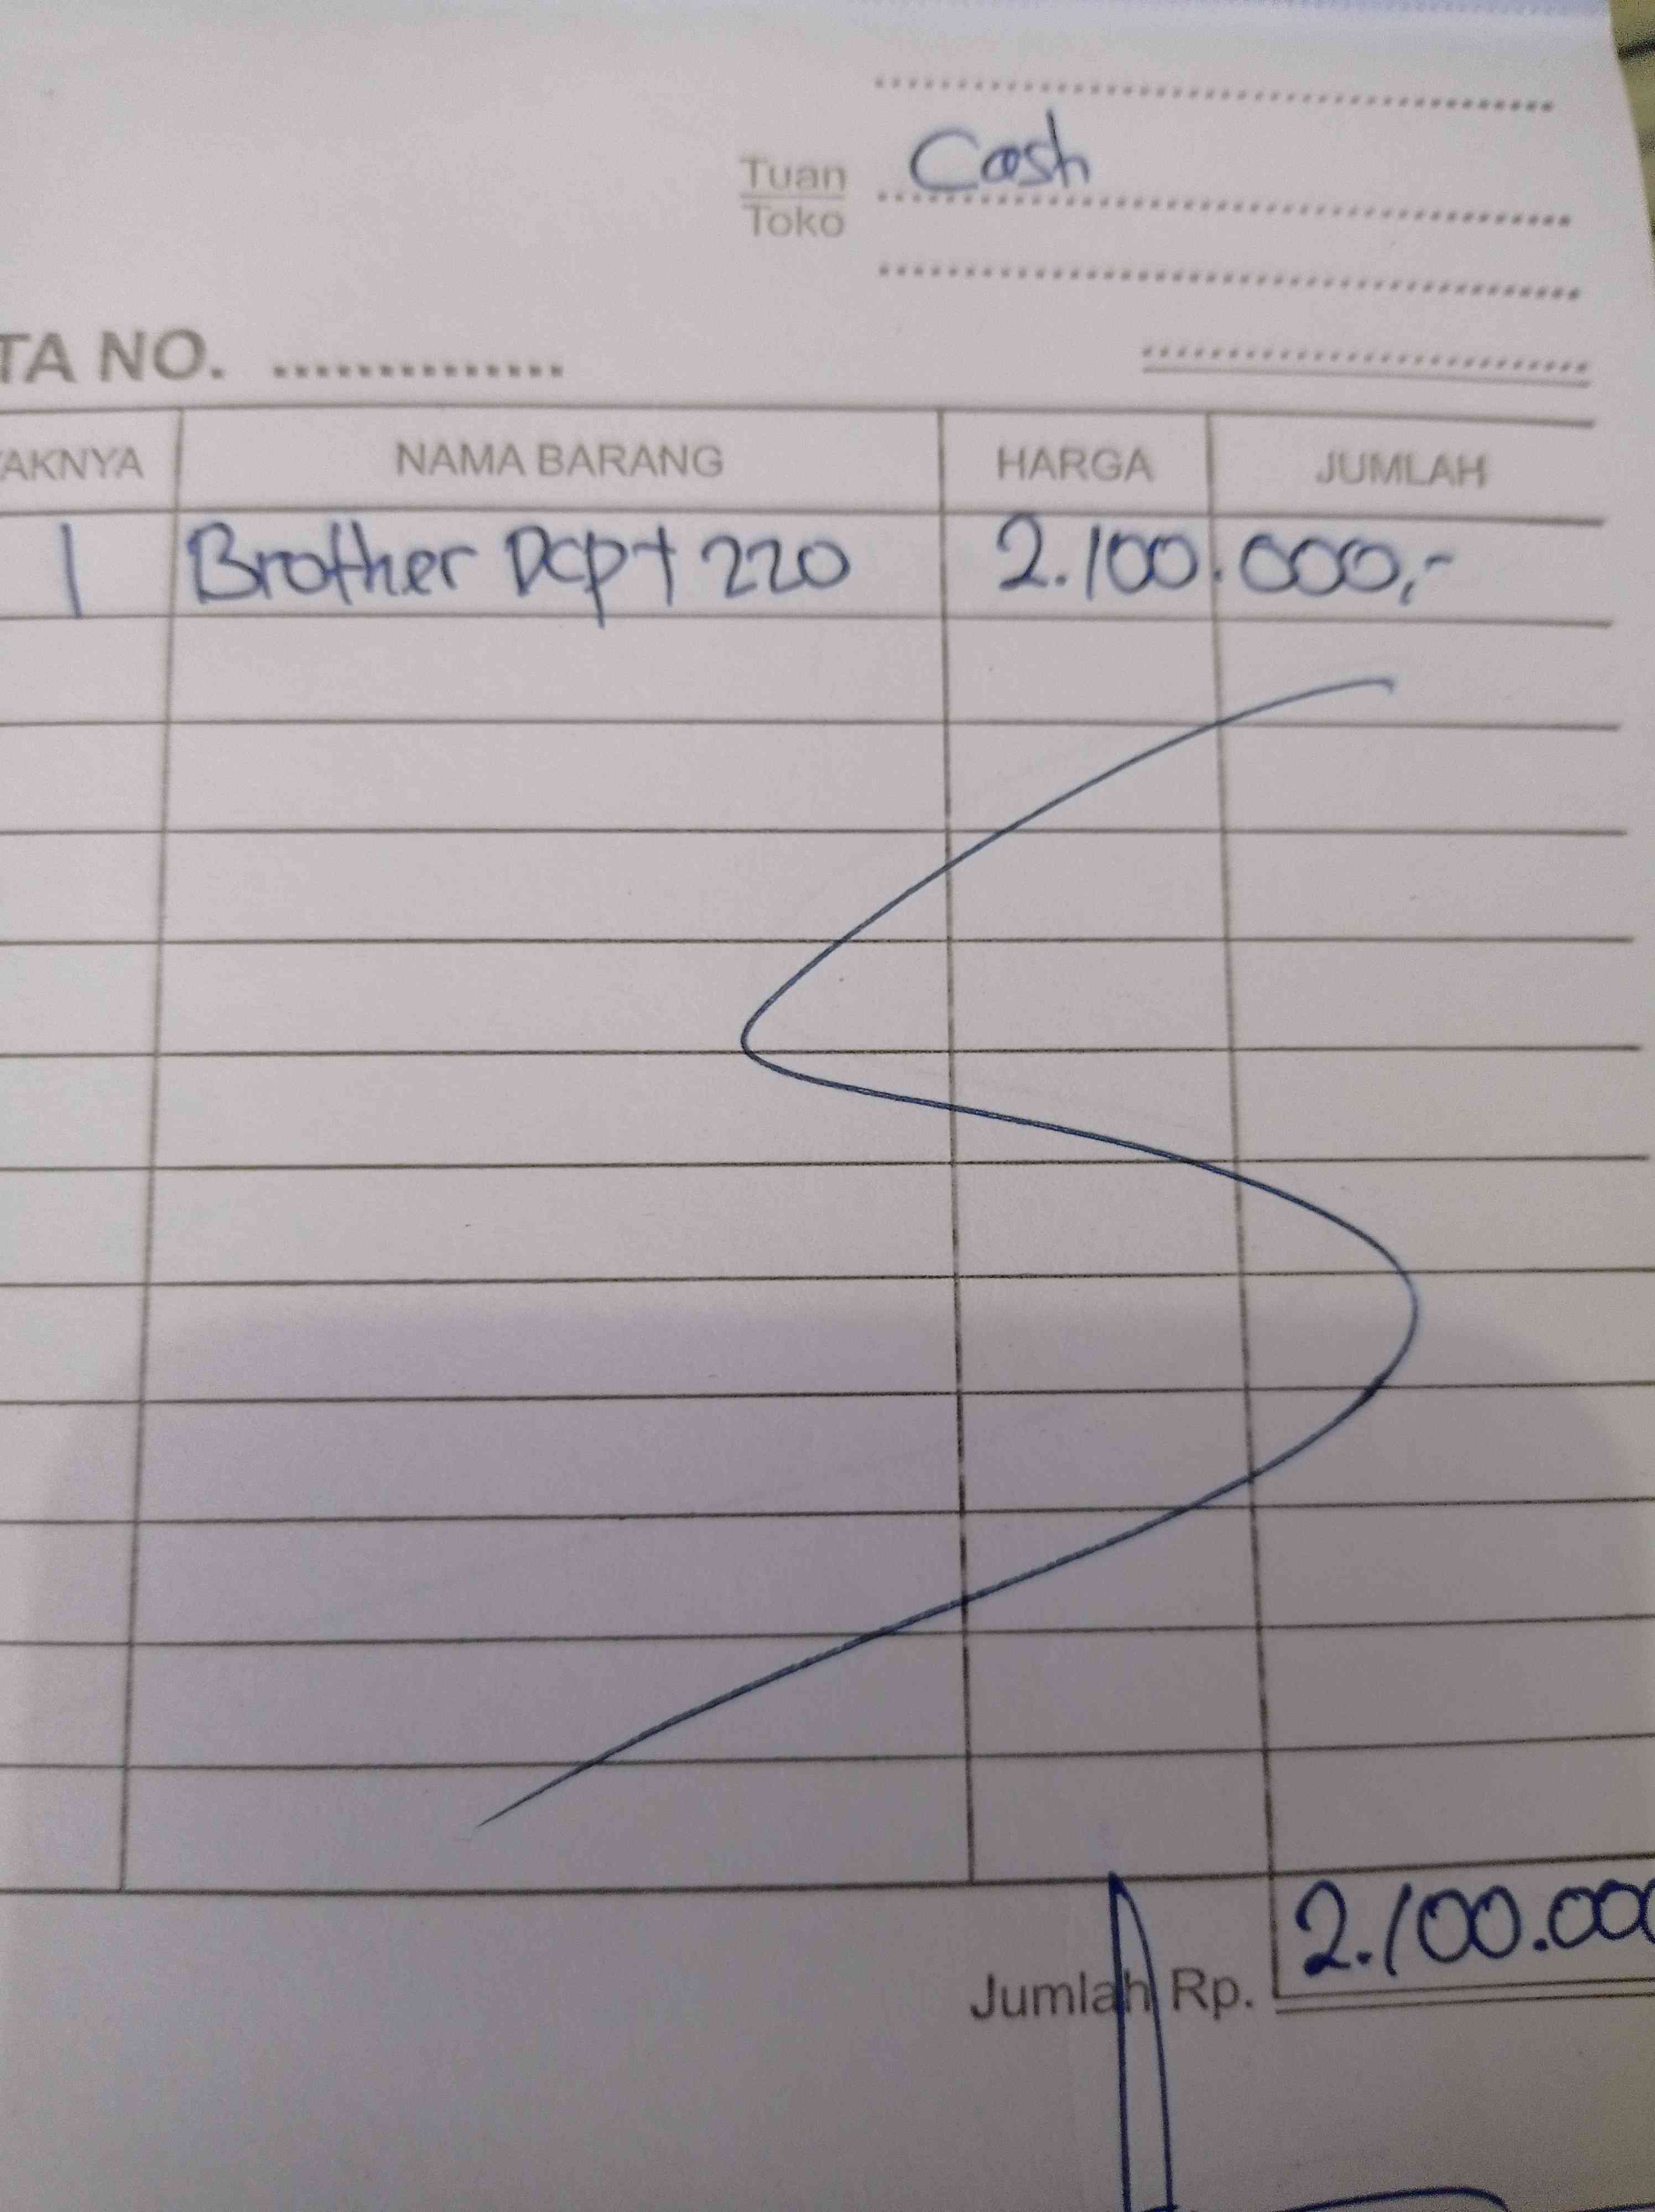 Cash
Tuan
Toko
TA NO. ...............
AKNYA NAMA BARANG HARGA JUMLAH
1 Brother Dcp t 220 2.100.000,-
Jumlah Rp. 2.100.000